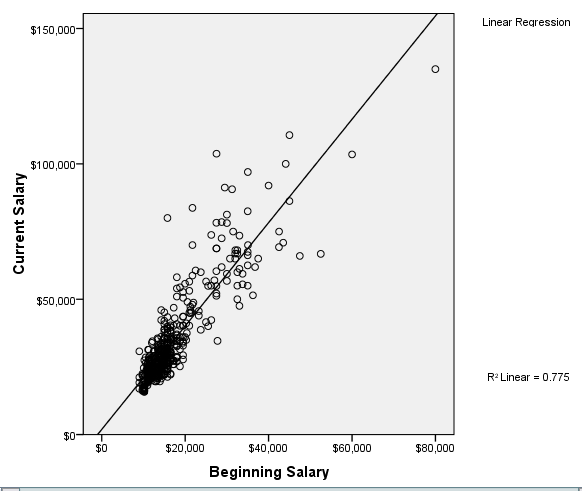 Linear Regression
$150,000
$100,000
Current Salary
$50,000
R² Linear = 0.775
$0
$0 $20,000 $40,000 $60,000 $80,000
Beginning Salary